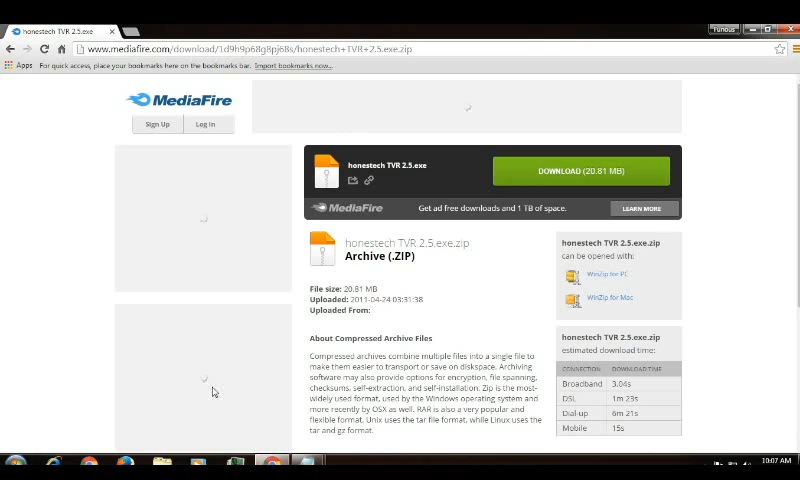 honestech TVR 2.5.exe
Furious
www.mediafire.com/download/1d9h9p68g8pj68s/honestech+TVR+2.5.exe.zip
Apps For quick access, place your bookmarks here on the bookmarks bar. Import bookmarks now...
MediaFire
Sign Up Log In
honestech TVR 2.5.exe
DOWNLOAD (20.81 MB)
MediaFire Get ad free downloads and 1 TB of space. LEARN MORE
honestech TVR 2.5.exe.zip
Archive (.ZIP)
File size: 20.81 MB
Uploaded: 2011-04-24 03:31:38
Uploaded From:
About Compressed Archive Files
Compressed archives combine multiple files into a single file to
make them easier to transport or save on diskspace. Archiving
software may also provide options for encryption, file spanning,
checksums, self-extraction, and self-installation. Zip is the most-
widely used format, used by the Windows operating system and
more recently by OSX as well. RAR is also a very popular and
flexible format. Unix uses the tar file format, while Linux uses the
tar and gz format.
honestech TVR 2.5.exe.zip
can be opened with:
WinZip for PC
WinZip for Mac
honestech TVR 2.5.exe.zip
estimated download time:
CONNECTION DOWNLOAD TIME
Broadband 3.04s
DSL 1m 23s
Dial-up 6m 21s
Mobile 15s
10:07 AM